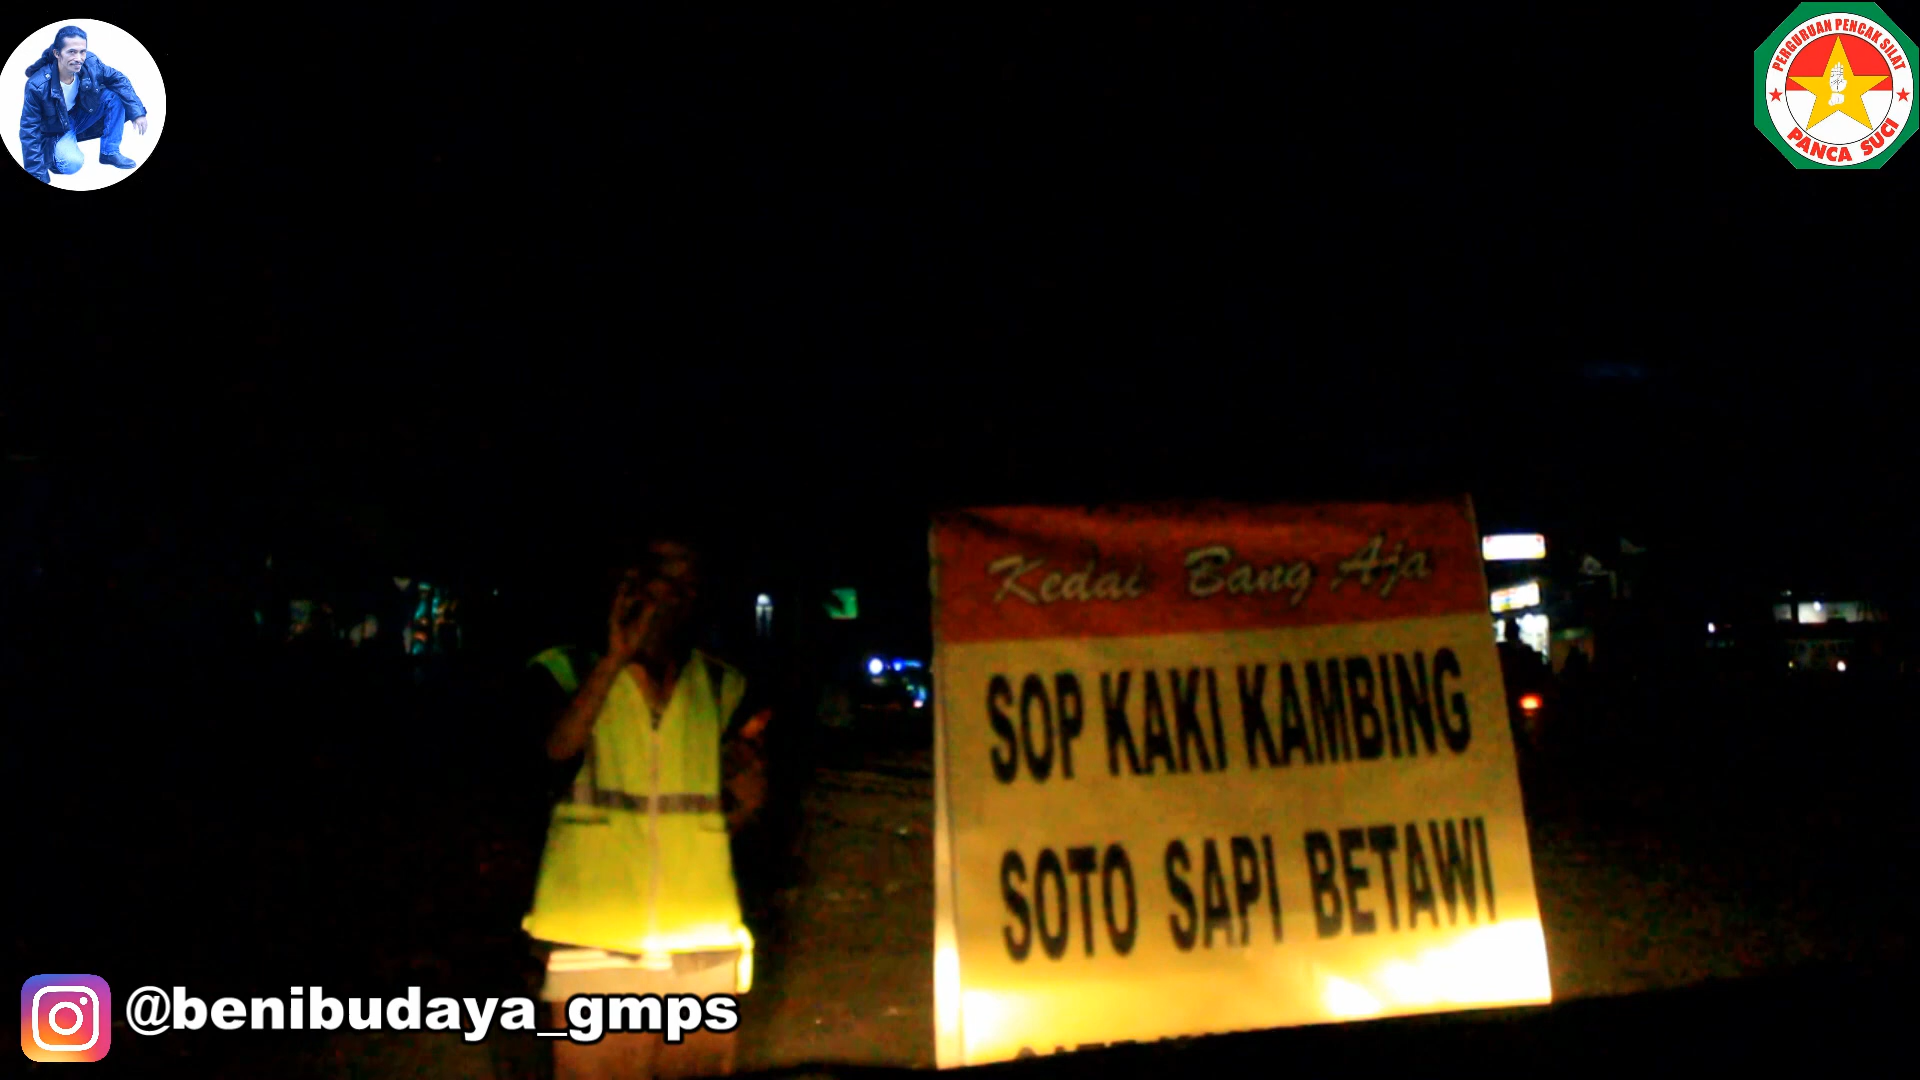 PERGURUAN PENCAK SILAT
PANCA SUCI
Kedai Bang Aja
SOP KAKI KAMBING
SOTO SAPI BETAWI
@benibudaya_gmps